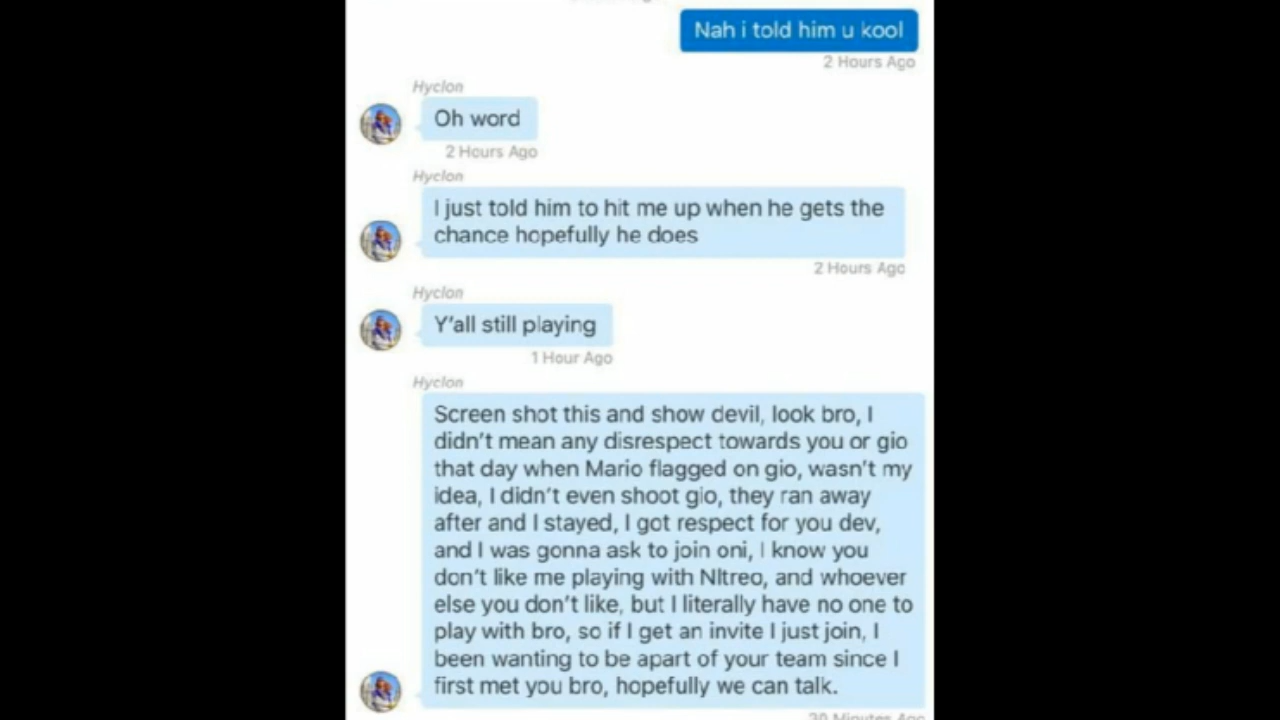 Nah i told him u kool
2 Hours Ago
Hyclon
Oh word
2 Hours Ago
Hyclon
I just told him to hit me up when he gets the
chance hopefully he does
2 Hours Ago
Hyclon
Y'all still playing
1 Hour Ago
Hyclon
Screen shot this and show devil, look bro, I
didn't mean any disrespect towards you or gio
that day when Mario flagged on gio, wasn't my
idea, I didn't even shoot gio, they ran away
after and I stayed, I got respect for you dev,
and I was gonna ask to join oni, I know you
don't like me playing with NItreo, and whoever
else you don't like, but I literally have no one to
play with bro, so if I get an invite I just join, I
been wanting to be apart of your team since I
first met you bro, hopefully we can talk.
Minutes Ago